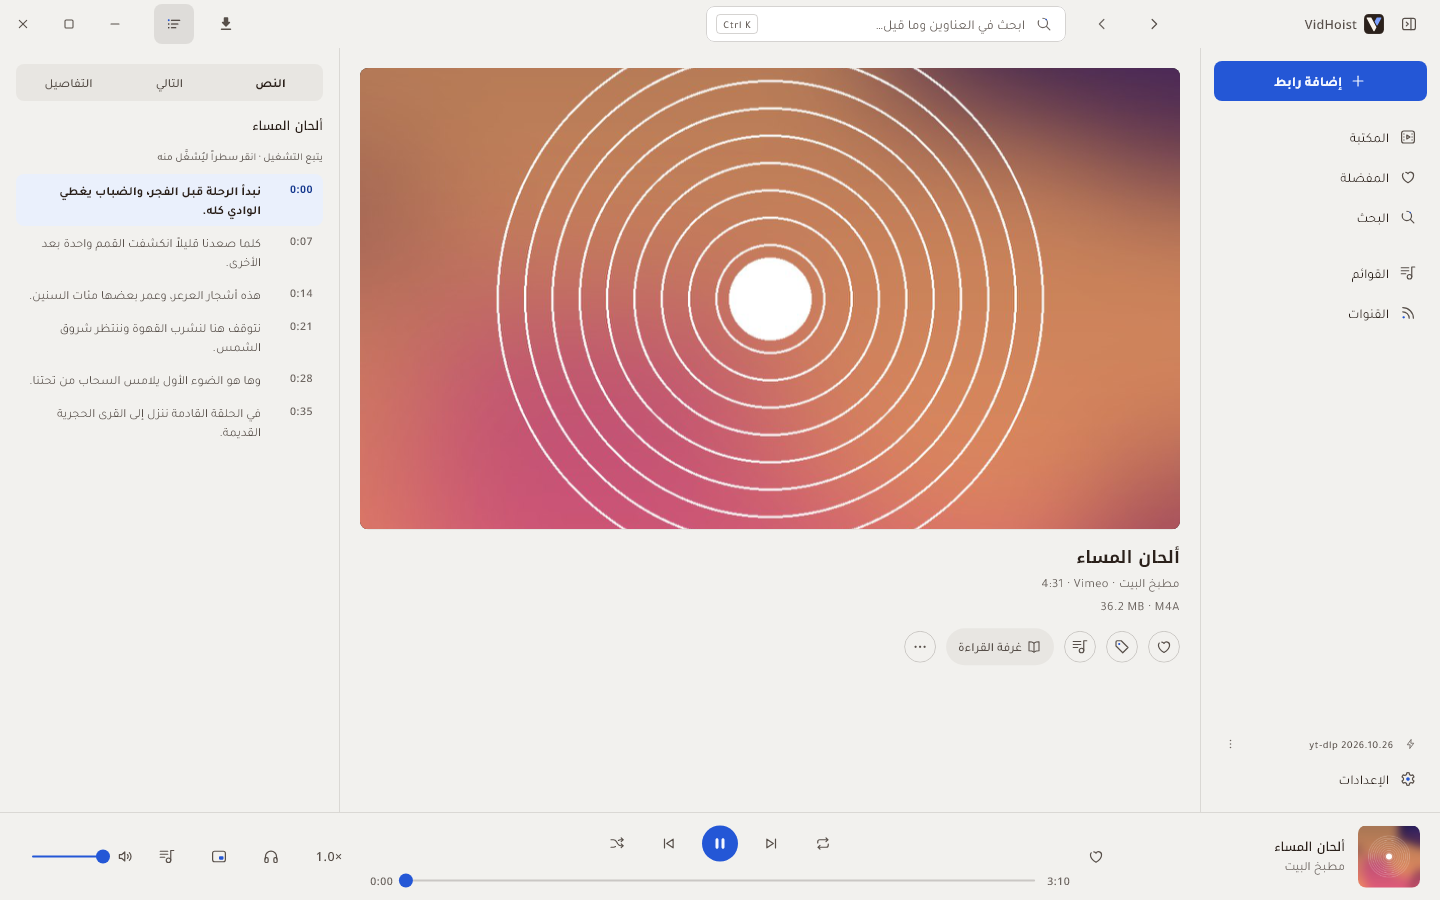 VidHoist
ابحث في العناوين وما قيل...
Ctrl K
إضافة رابط
المكتبة
المفضلة
البحث
القوائم
القنوات
yt-dlp 2026.10.26
الإعدادات
ألحان المساء
مطبخ البيت · Vimeo · 4:31
36.2 MB · M4A
غرفة القراءة
النص
التالي
التفاصيل
ألحان المساء
يتبع التشغيل · انقر سطراً ليُشغَّل منه
0:00
نبدأ الرحلة قبل الفجر، والضباب يغطي
الوادي كله.
0:07
كلما صعدنا قليلاً انكشفت القمم واحدة بعد
الأخرى.
0:14
هذه أشجار العرعر، وعمر بعضها مئات السنين.
0:21
نتوقف هنا لنشرب القهوة وننتظر شروق
الشمس.
0:28
وها هو الضوء الأول يلامس السحاب من تحتنا.
0:35
في الحلقة القادمة ننزل إلى القرى الحجرية
القديمة.
ألحان المساء
مطبخ البيت
3:10
0:00
1.0×